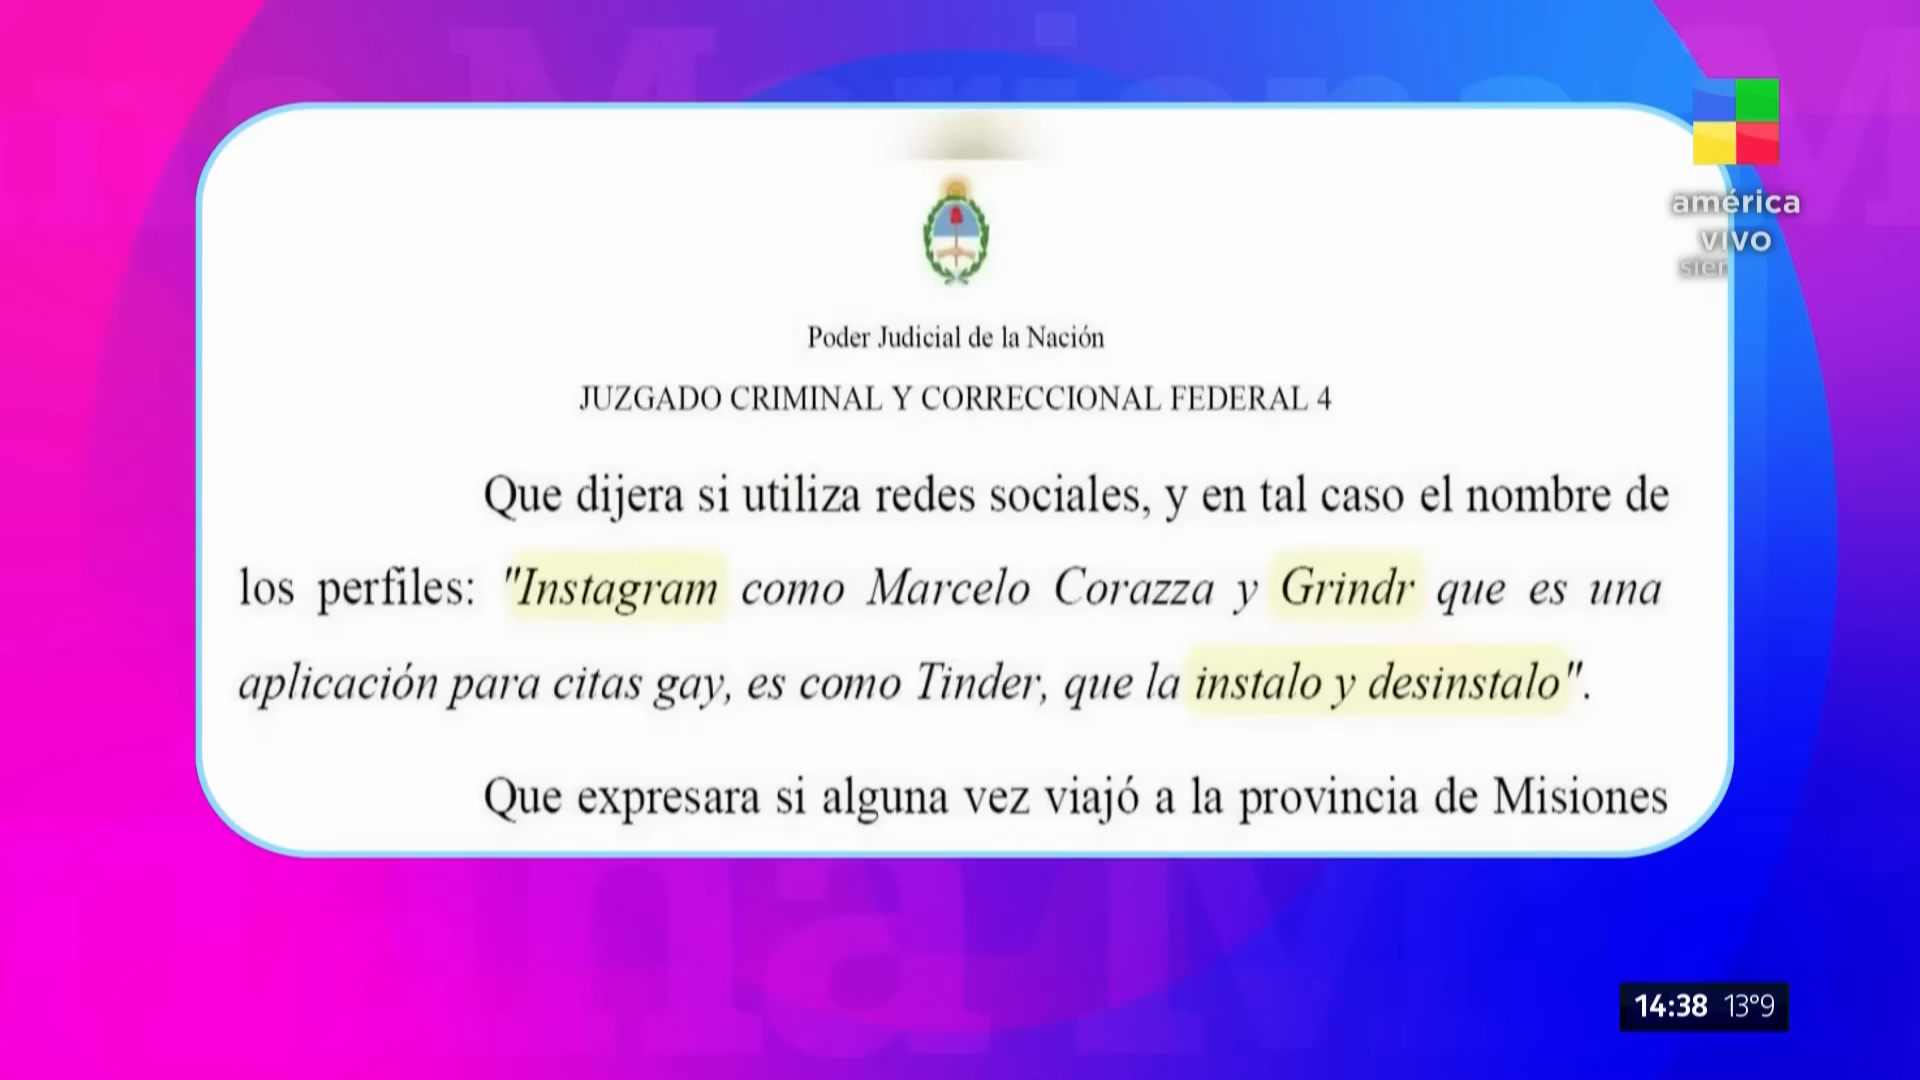 américa
VIVO
Poder Judicial de la Nación
JUZGADO CRIMINAL Y CORRECCIONAL FEDERAL 4
Que dijera si utiliza redes sociales, y en tal caso el nombre de
los perfiles: "Instagram como Marcelo Corazza y Grindr que es una
aplicación para citas gay, es como Tinder, que la instalo y desinstalo".
Que expresara si alguna vez viajó a la provincia de Misiones
14:38 13°9